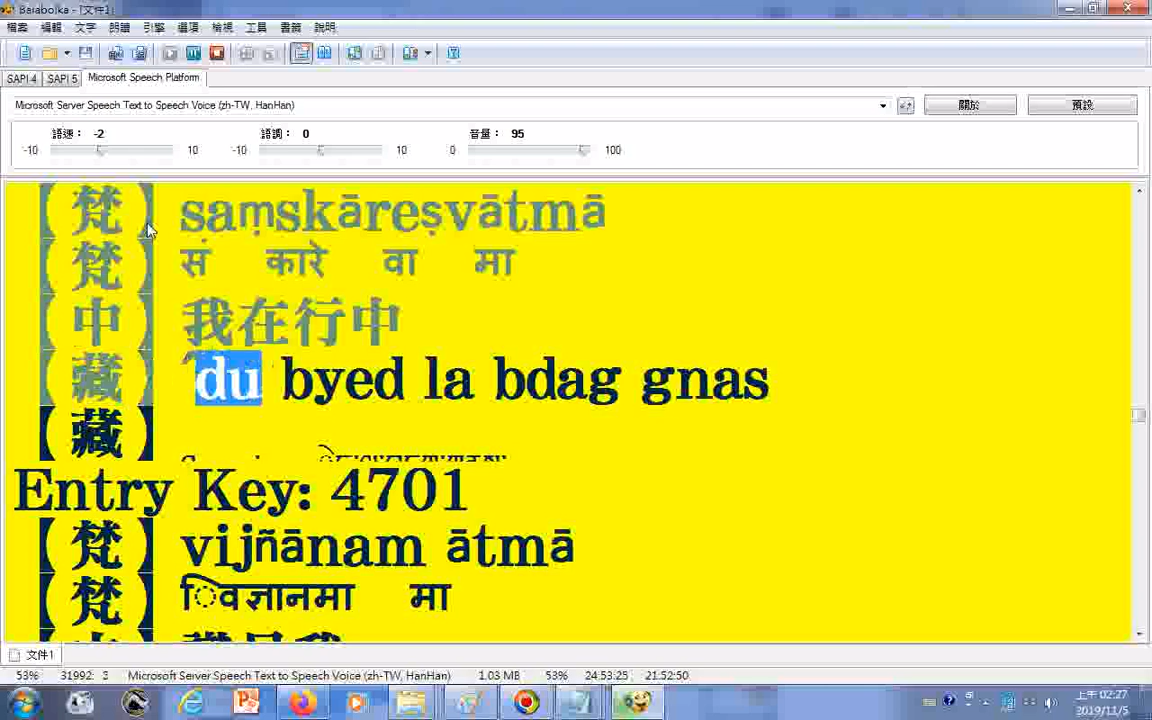 Balabolka - [文件1]
檔案 編輯 文字 朗讀 引擎 選項 檢視 工具 書籤 說明
SAPI 4 SAPI 5 Microsoft Speech Platform
Microsoft Server Speech Text to Speech Voice (zh-TW, HanHan) 關於 預設
語速： -2 語調： 0 音量： 95
-10 10 -10 10 0 100
【梵】 saṃskāreṣvātmā
【梵】 सं कारे वा मा
【中】 我在行中
【藏】 du byed la bdag gnas
【藏】
Entry Key: 4701
【梵】 vijñānam ātmā
【梵】 िवज्ञानमा मा
文件1
53% 31992: 3 Microsoft Server Speech Text to Speech Voice (zh-TW, HanHan) 1.03 MB 53% 24:53:25 21:52:50
上午 02:27
2019/11/5